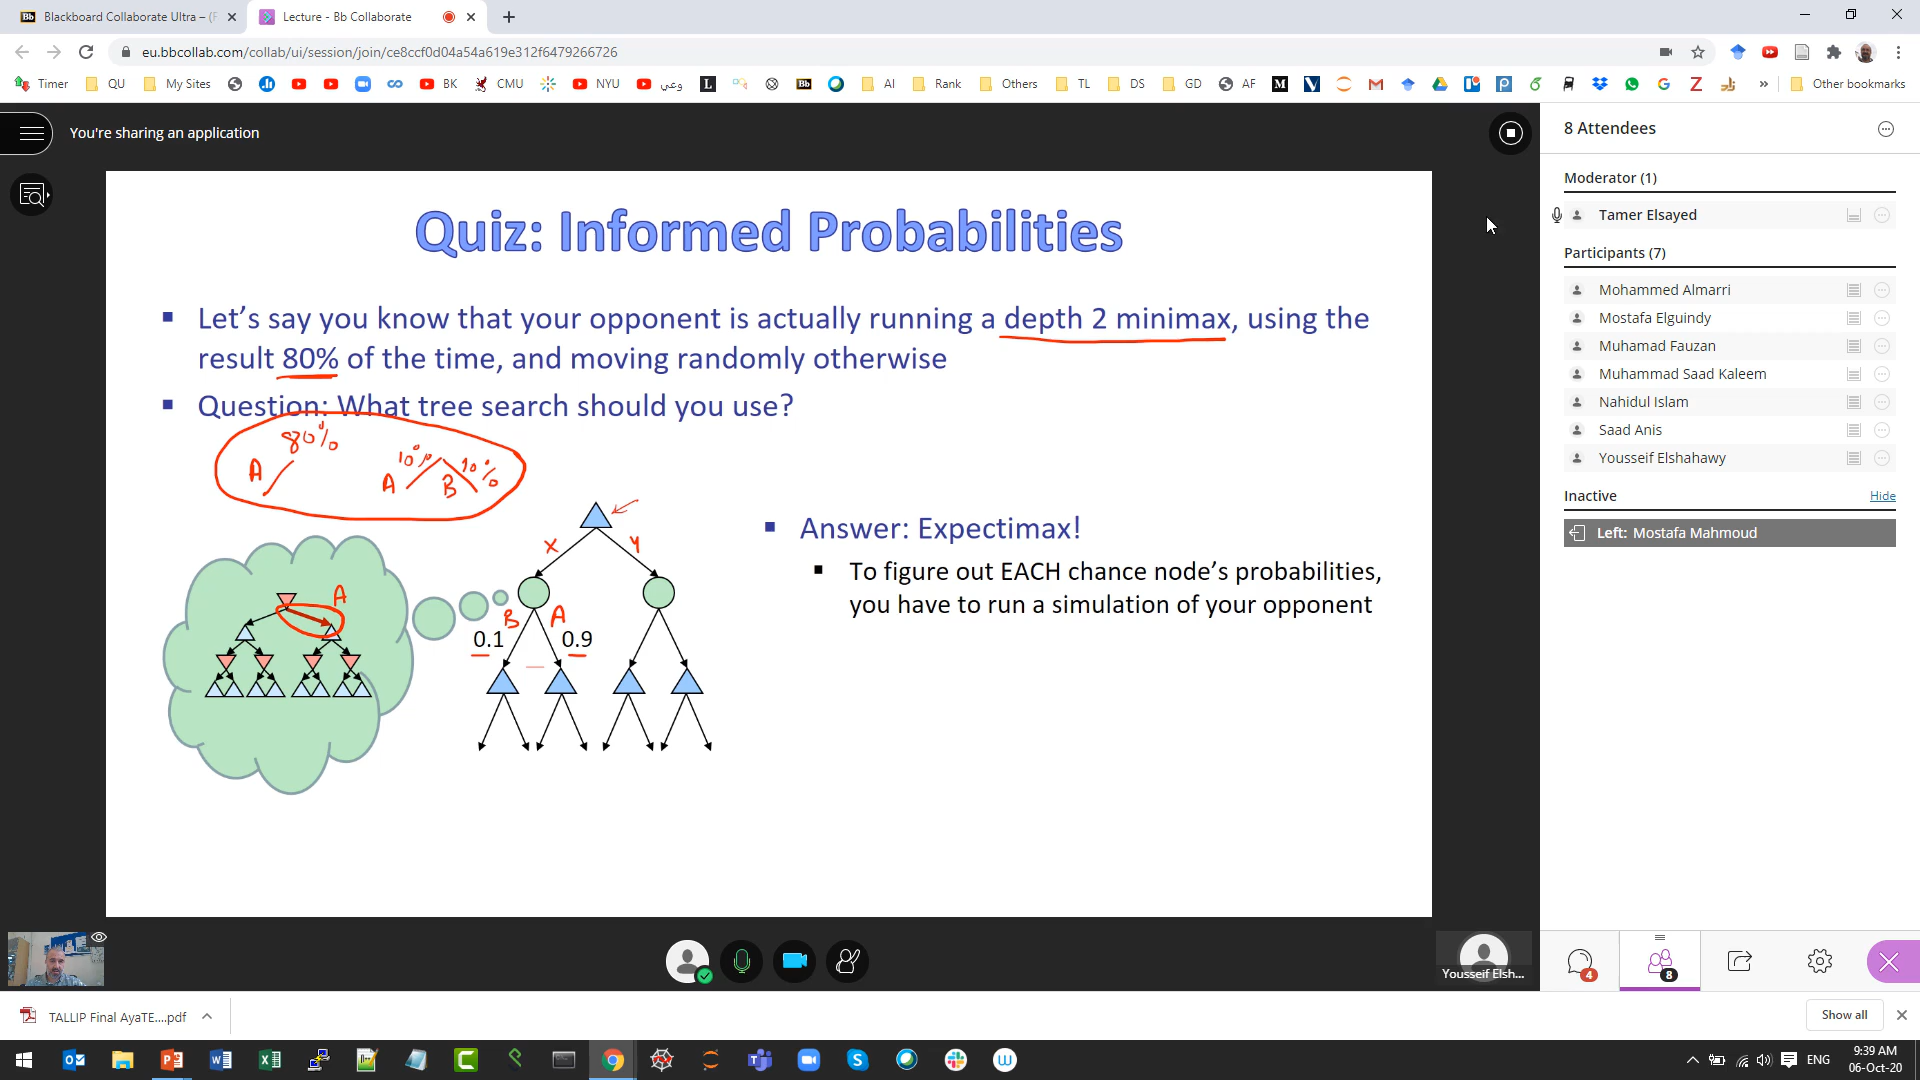 Blackboard Collaborate Ultra – (F
Lecture - Bb Collaborate
eu.bbcollab.com/collab/ui/session/join/ce8ccf0d04a54a619e312f6479266726
Timer
QU
My Sites
BK
CMU
NYU
وعي
L
Bb
AI
Rank
Others
TL
DS
GD
AF
M
Other bookmarks
You're sharing an application
Quiz: Informed Probabilities
Let's say you know that your opponent is actually running a depth 2 minimax, using the
result 80% of the time, and moving randomly otherwise
Question: What tree search should you use?
80%
A
10%
10%
A
B
X
Y
A
B
A
0.1
0.9
Answer: Expectimax!
To figure out EACH chance node's probabilities,
you have to run a simulation of your opponent
8 Attendees
Moderator (1)
Tamer Elsayed
Participants (7)
Mohammed Almarri
Mostafa Elguindy
Muhamad Fauzan
Muhammad Saad Kaleem
Nahidul Islam
Saad Anis
Yousseif Elshahawy
Inactive
Hide
Left: Mostafa Mahmoud
Yousseif Elsh...
4
8
TALLIP Final AyaTE....pdf
Show all
ENG
9:39 AM
06-Oct-20